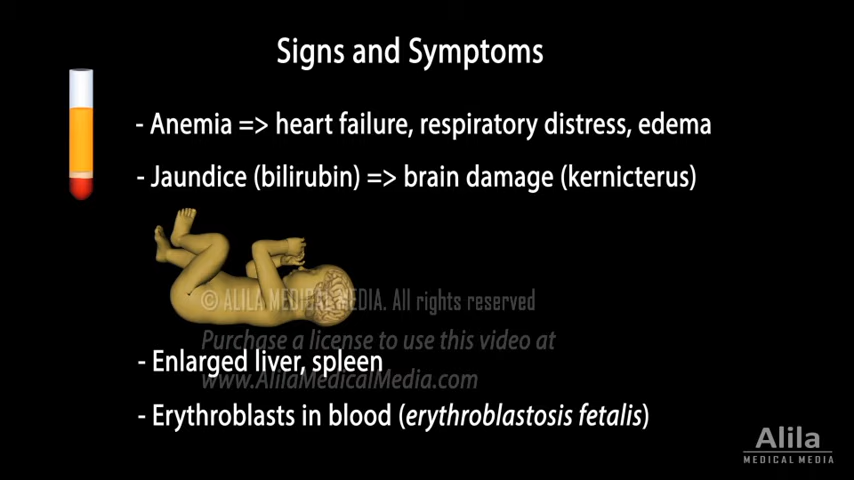 Signs and Symptoms
- Anemia => heart failure, respiratory distress, edema
- Jaundice (bilirubin) => brain damage (kernicterus)
© ALILA MEDICAL MEDIA. All rights reserved
Purchase a license to use this video at
- Enlarged liver, spleen
www.AlilaMedicalMedia.com
- Erythroblasts in blood (erythroblastosis fetalis)
Alila
MEDICAL MEDIA